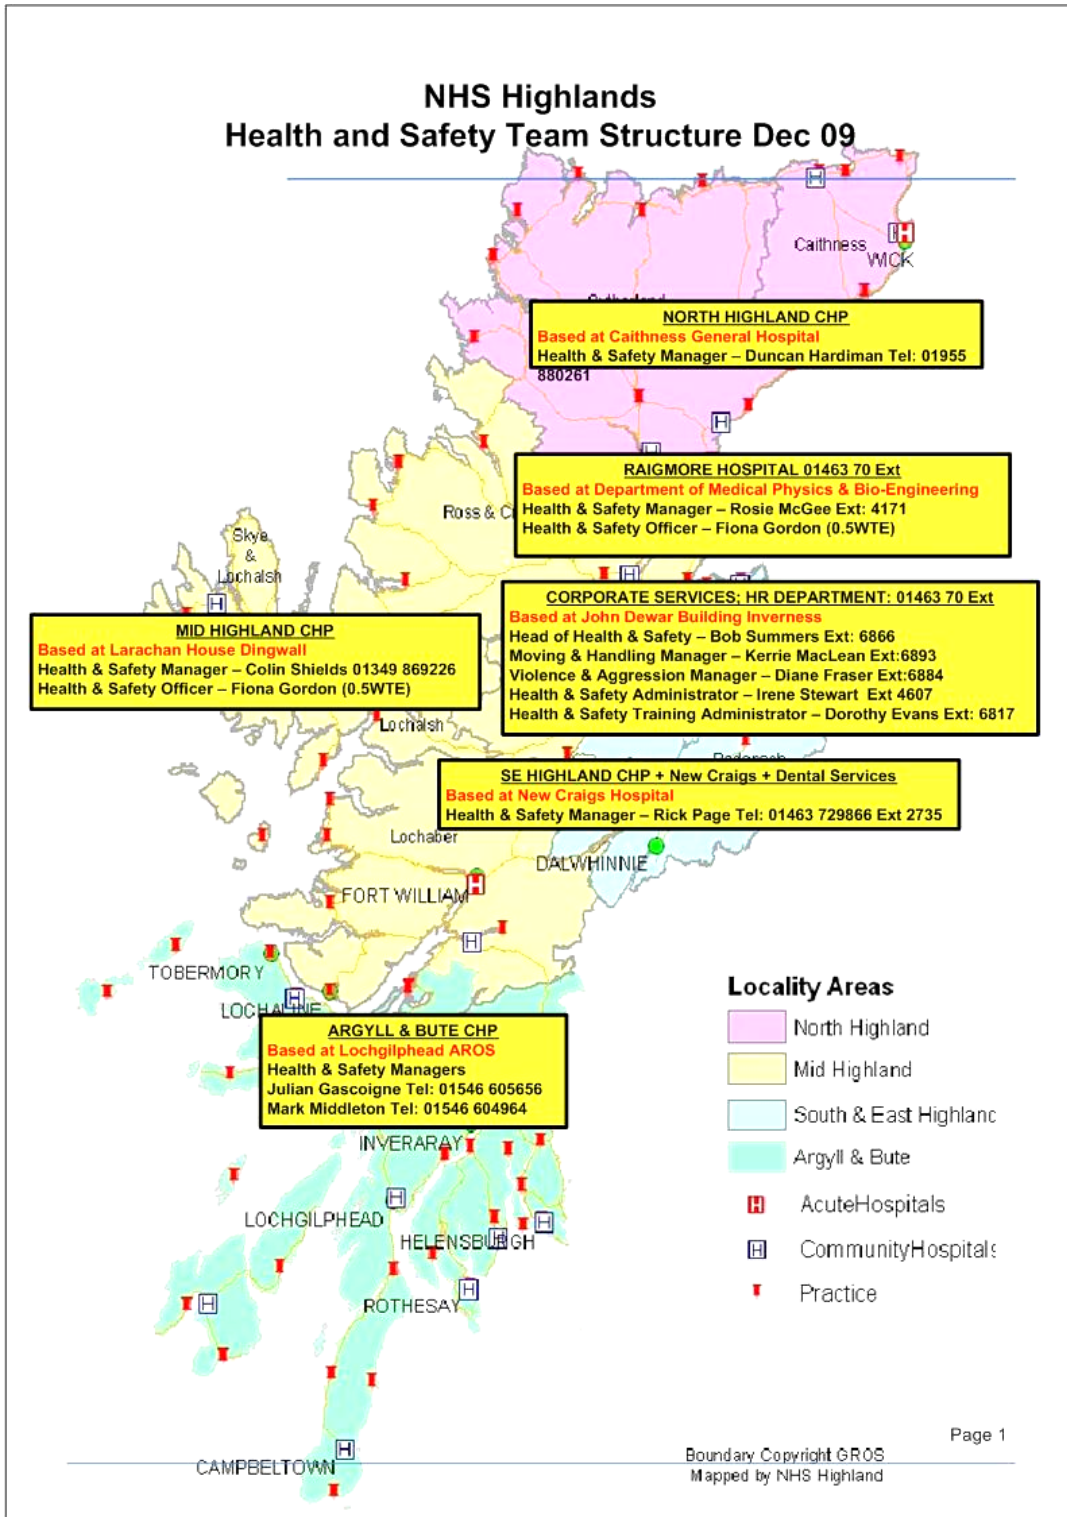 NHS Highlands
Health and Safety Team Structure Dec 09
Caithness
WICK
NORTH HIGHLAND CHP
Based at Caithness General Hospital
Health & Safety Manager – Duncan Hardiman Tel: 01955
880261
RAIGMORE HOSPITAL 01463 70 Ext
Based at Department of Medical Physics & Bio-Engineering
Health & Safety Manager – Rosie McGee Ext: 4171
Health & Safety Officer – Fiona Gordon (0.5WTE)
Ross & C
Skye
&
Lochalsh
CORPORATE SERVICES; HR DEPARTMENT: 01463 70 Ext
Based at John Dewar Building Inverness
Head of Health & Safety – Bob Summers Ext: 6866
Moving & Handling Manager – Kerrie MacLean Ext:6893
Violence & Aggression Manager – Diane Fraser Ext:6884
Health & Safety Administrator – Irene Stewart Ext 4607
Health & Safety Training Administrator – Dorothy Evans Ext: 6817
MID HIGHLAND CHP
Based at Larachan House Dingwall
Health & Safety Manager – Colin Shields 01349 869226
Health & Safety Officer – Fiona Gordon (0.5WTE)
Lochalsh
SE HIGHLAND CHP + New Craigs + Dental Services
Based at New Craigs Hospital
Health & Safety Manager – Rick Page Tel: 01463 729866 Ext 2735
Lochaber
DALWHINNIE
FORT WILLIAM
TOBERMORY
LOCHALINE
ARGYLL & BUTE CHP
Based at Lochgilphead AROS
Health & Safety Managers
Julian Gascoigne Tel: 01546 605656
Mark Middleton Tel: 01546 604964
INVERARAY
LOCHGILPHEAD
HELENSBURGH
ROTHESAY
CAMPBELTOWN
Locality Areas
North Highland
Mid Highland
South & East Highland
Argyll & Bute
H AcuteHospitals
H CommunityHospitals
Practice
Page 1
Boundary Copyright GROS
Mapped by NHS Highland